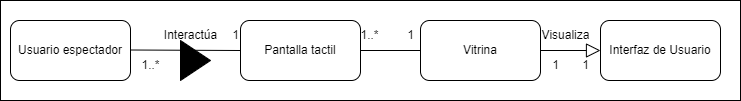 Interactúa 1 1..* 1 Visualiza
Usuario espectador Pantalla tactil Vitrina Interfaz de Usuario
1..* 1 1